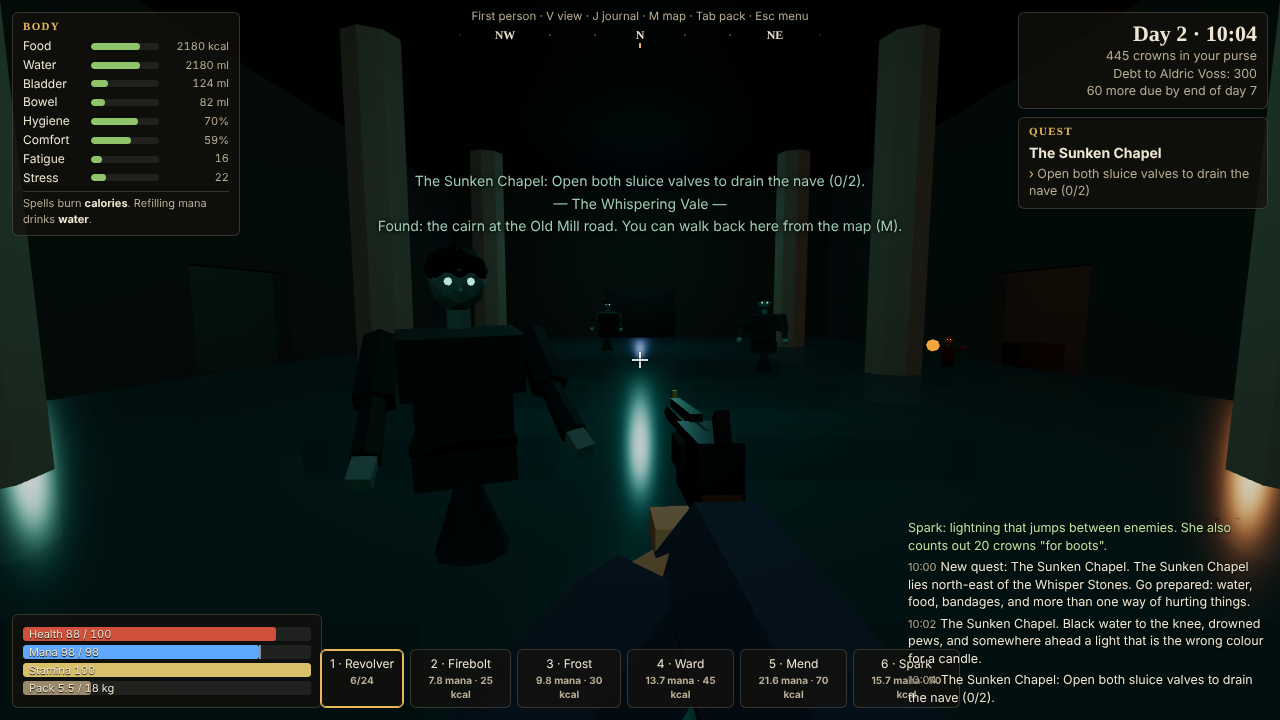 BODY
Food 2180 kcal
Water 2180 ml
Bladder 124 ml
Bowel 82 ml
Hygiene 70%
Comfort 59%
Fatigue 16
Stress 22
Spells burn calories. Refilling mana
drinks water.
First person · V view · J journal · M map · Tab pack · Esc menu
NW N NE
Day 2 · 10:04
445 crowns in your purse
Debt to Aldric Voss: 300
60 more due by end of day 7
QUEST
The Sunken Chapel
› Open both sluice valves to drain the
nave (0/2)
The Sunken Chapel: Open both sluice valves to drain the nave (0/2).
— The Whispering Vale —
Found: the cairn at the Old Mill road. You can walk back here from the map (M).
Spark: lightning that jumps between enemies. She also
counts out 20 crowns "for boots".
10:00 New quest: The Sunken Chapel. The Sunken Chapel
lies north-east of the Whisper Stones. Go prepared: water,
food, bandages, and more than one way of hurting things.
10:02 The Sunken Chapel. Black water to the knee, drowned
pews, and somewhere ahead a light that is the wrong colour
for a candle.
The Sunken Chapel: Open both sluice valves to drain
the nave (0/2).
Health 88 / 100
Mana 98 / 98
Stamina 100
Pack 5.5 / 18 kg
1 · Revolver
6/24
2 · Firebolt
7.8 mana · 25
kcal
3 · Frost
9.8 mana · 30
kcal
4 · Ward
13.7 mana · 45
kcal
5 · Mend
21.6 mana · 70
kcal
6 · Spark
15.7 mana
kcal